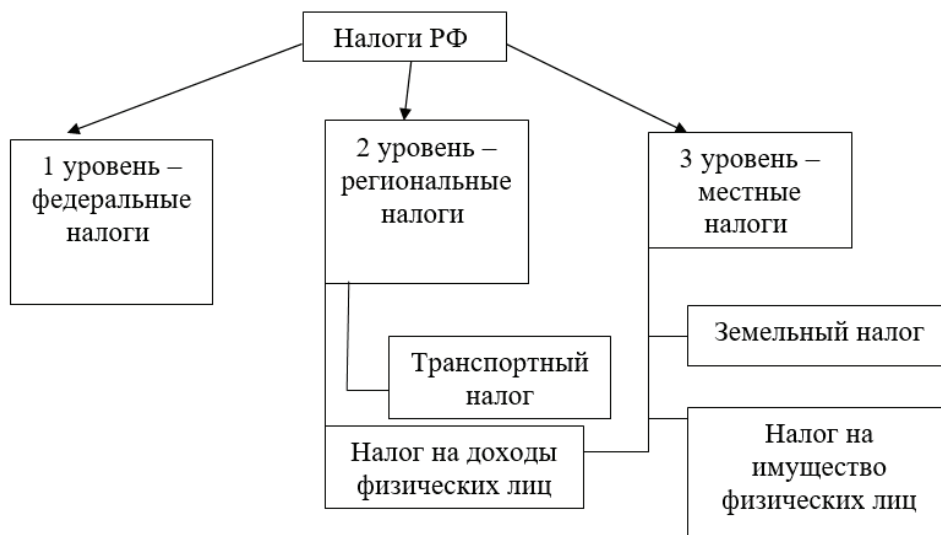 Налоги РФ
1 уровень –
федеральные
налоги
2 уровень –
региональные
налоги
3 уровень –
местные
налоги
Транспортный
налог
Налог на доходы
физических лиц
Земельный налог
Налог на
имущество
физических лиц